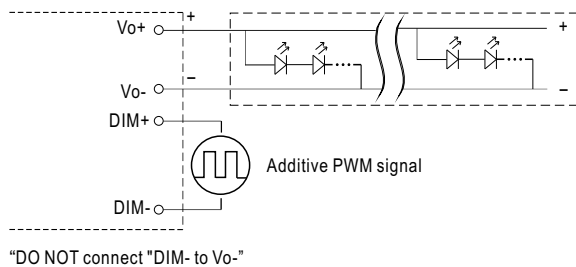 Vo+
+
+
Vo-
−
−
DIM+
Additive PWM signal
DIM-
“DO NOT connect "DIM- to Vo-”